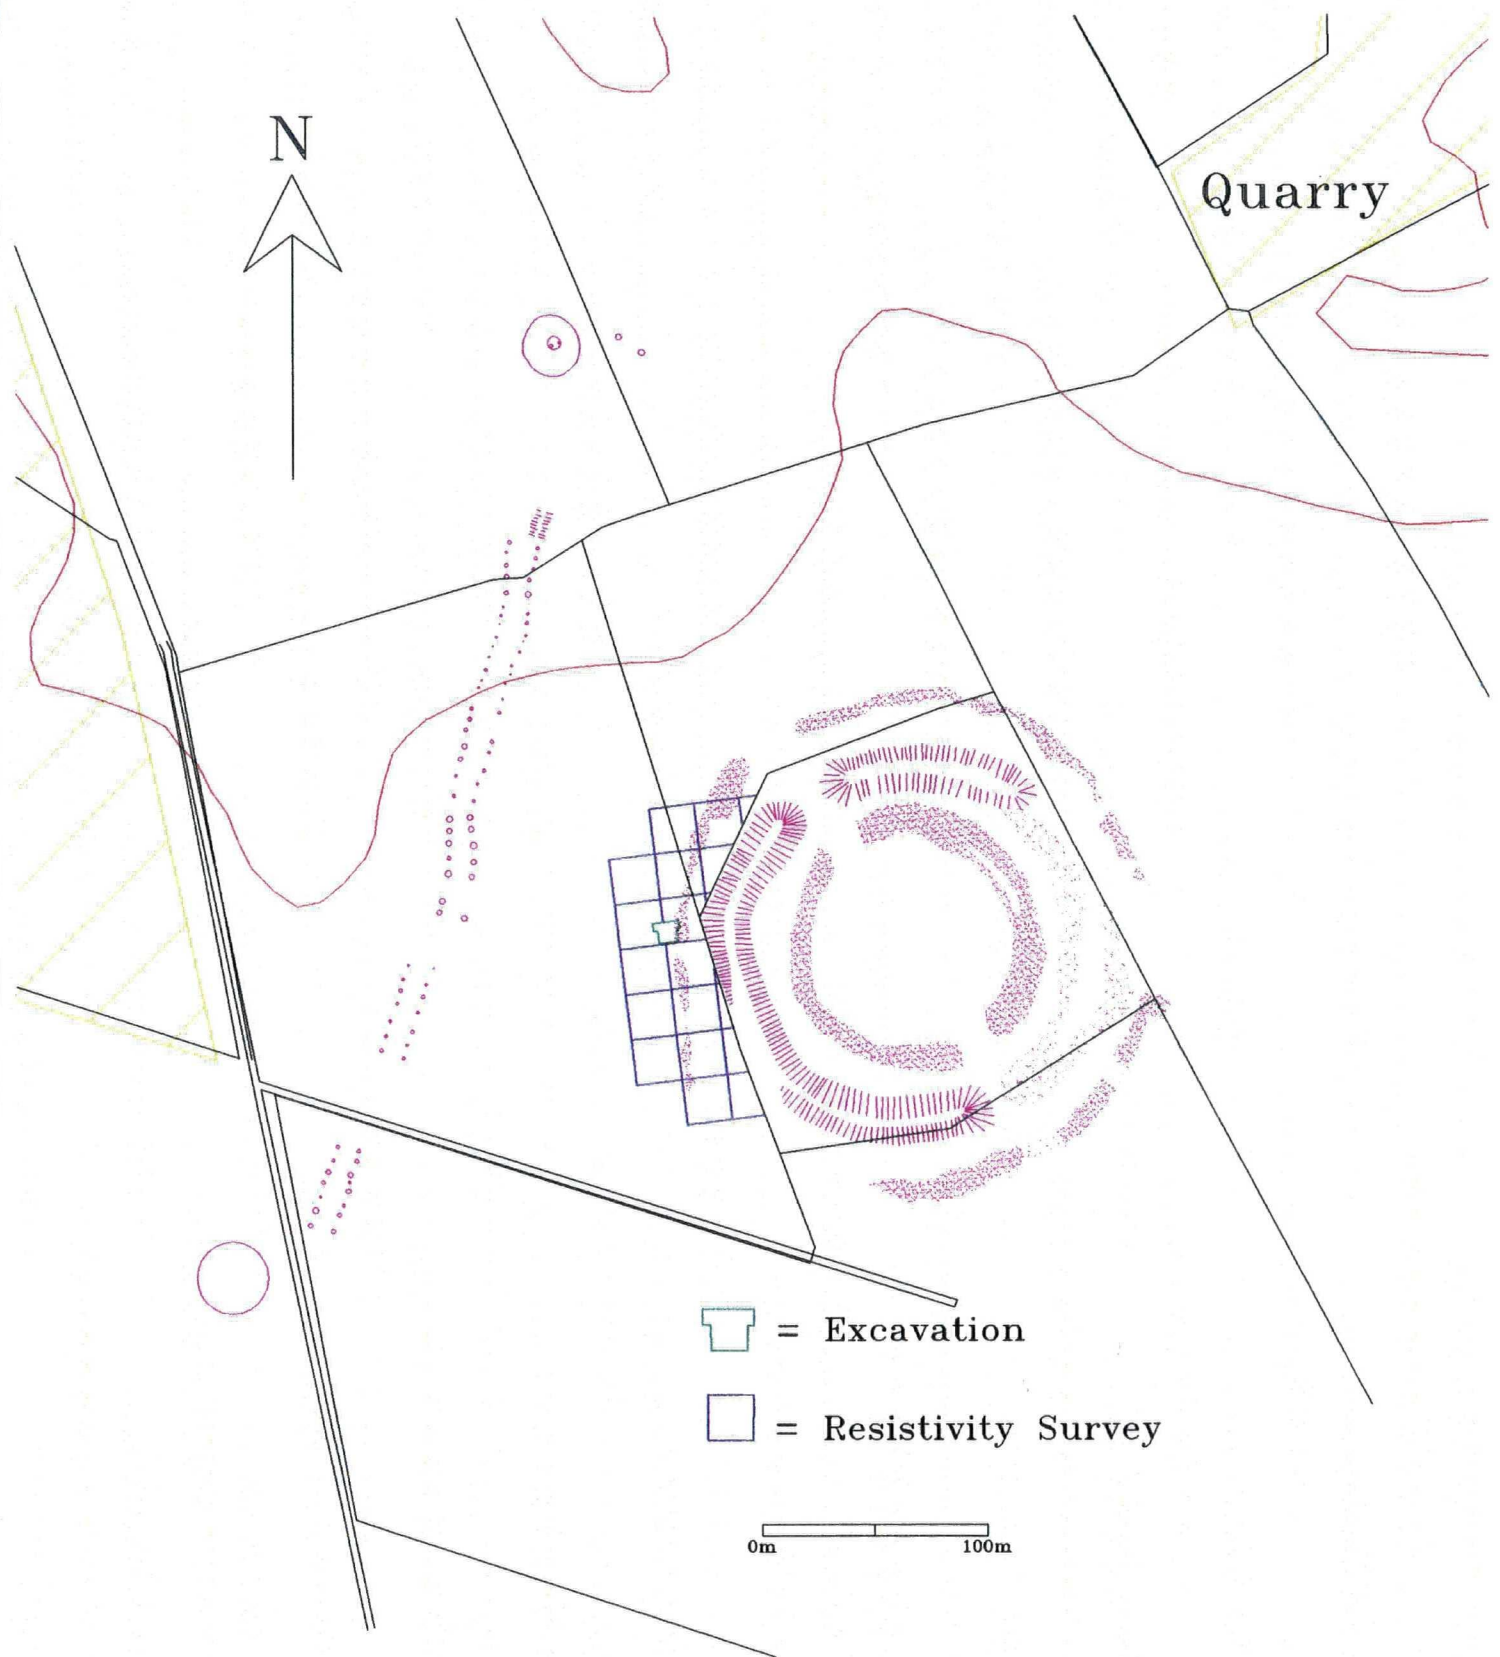 N
Quarry
= Excavation
= Resistivity Survey
0m 100m